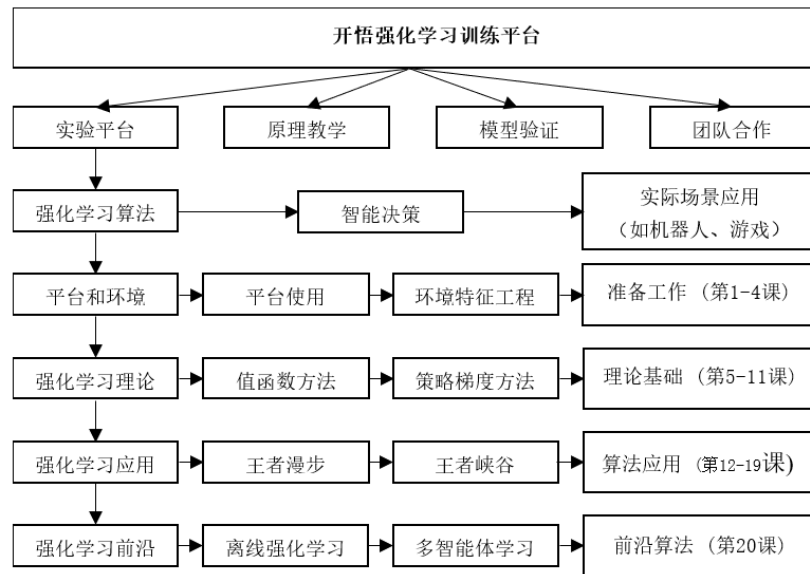 开悟强化学习训练平台
实验平台
原理教学
模型验证
团队合作
强化学习算法
智能决策
实际场景应用
（如机器人、游戏）
平台和环境
平台使用
环境特征工程
准备工作（第1-4课）
强化学习理论
值函数方法
策略梯度方法
理论基础（第5-11课）
强化学习应用
王者漫步
王者峡谷
算法应用（第12-19课)
强化学习前沿
离线强化学习
多智能体学习
前沿算法（第20课）